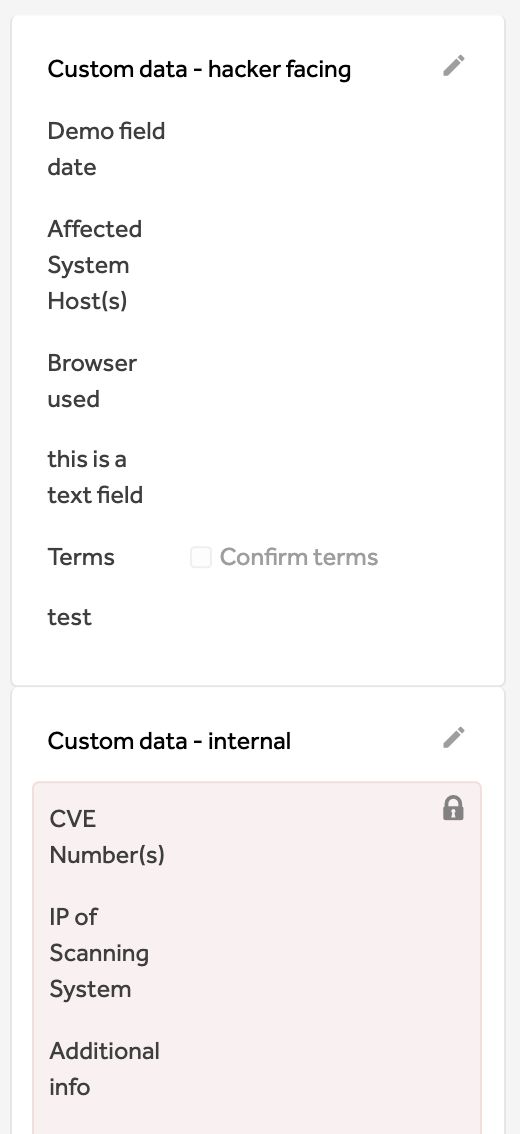 Custom data - hacker facing
Demo field
date
Affected
System
Host(s)
Browser
used
this is a
text field
Terms
Confirm terms
test
Custom data - internal
CVE
Number(s)
IP of
Scanning
System
Additional
info